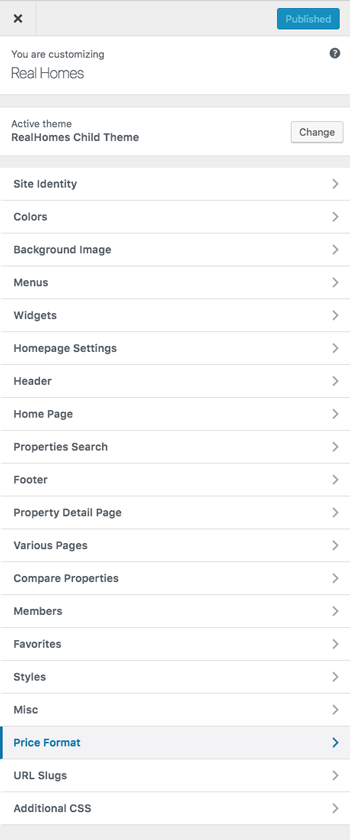 Published
You are customizing
Real Homes
Active theme
RealHomes Child Theme
Change
Site Identity
Colors
Background Image
Menus
Widgets
Homepage Settings
Header
Home Page
Properties Search
Footer
Property Detail Page
Various Pages
Compare Properties
Members
Favorites
Styles
Misc
Price Format
URL Slugs
Additional CSS